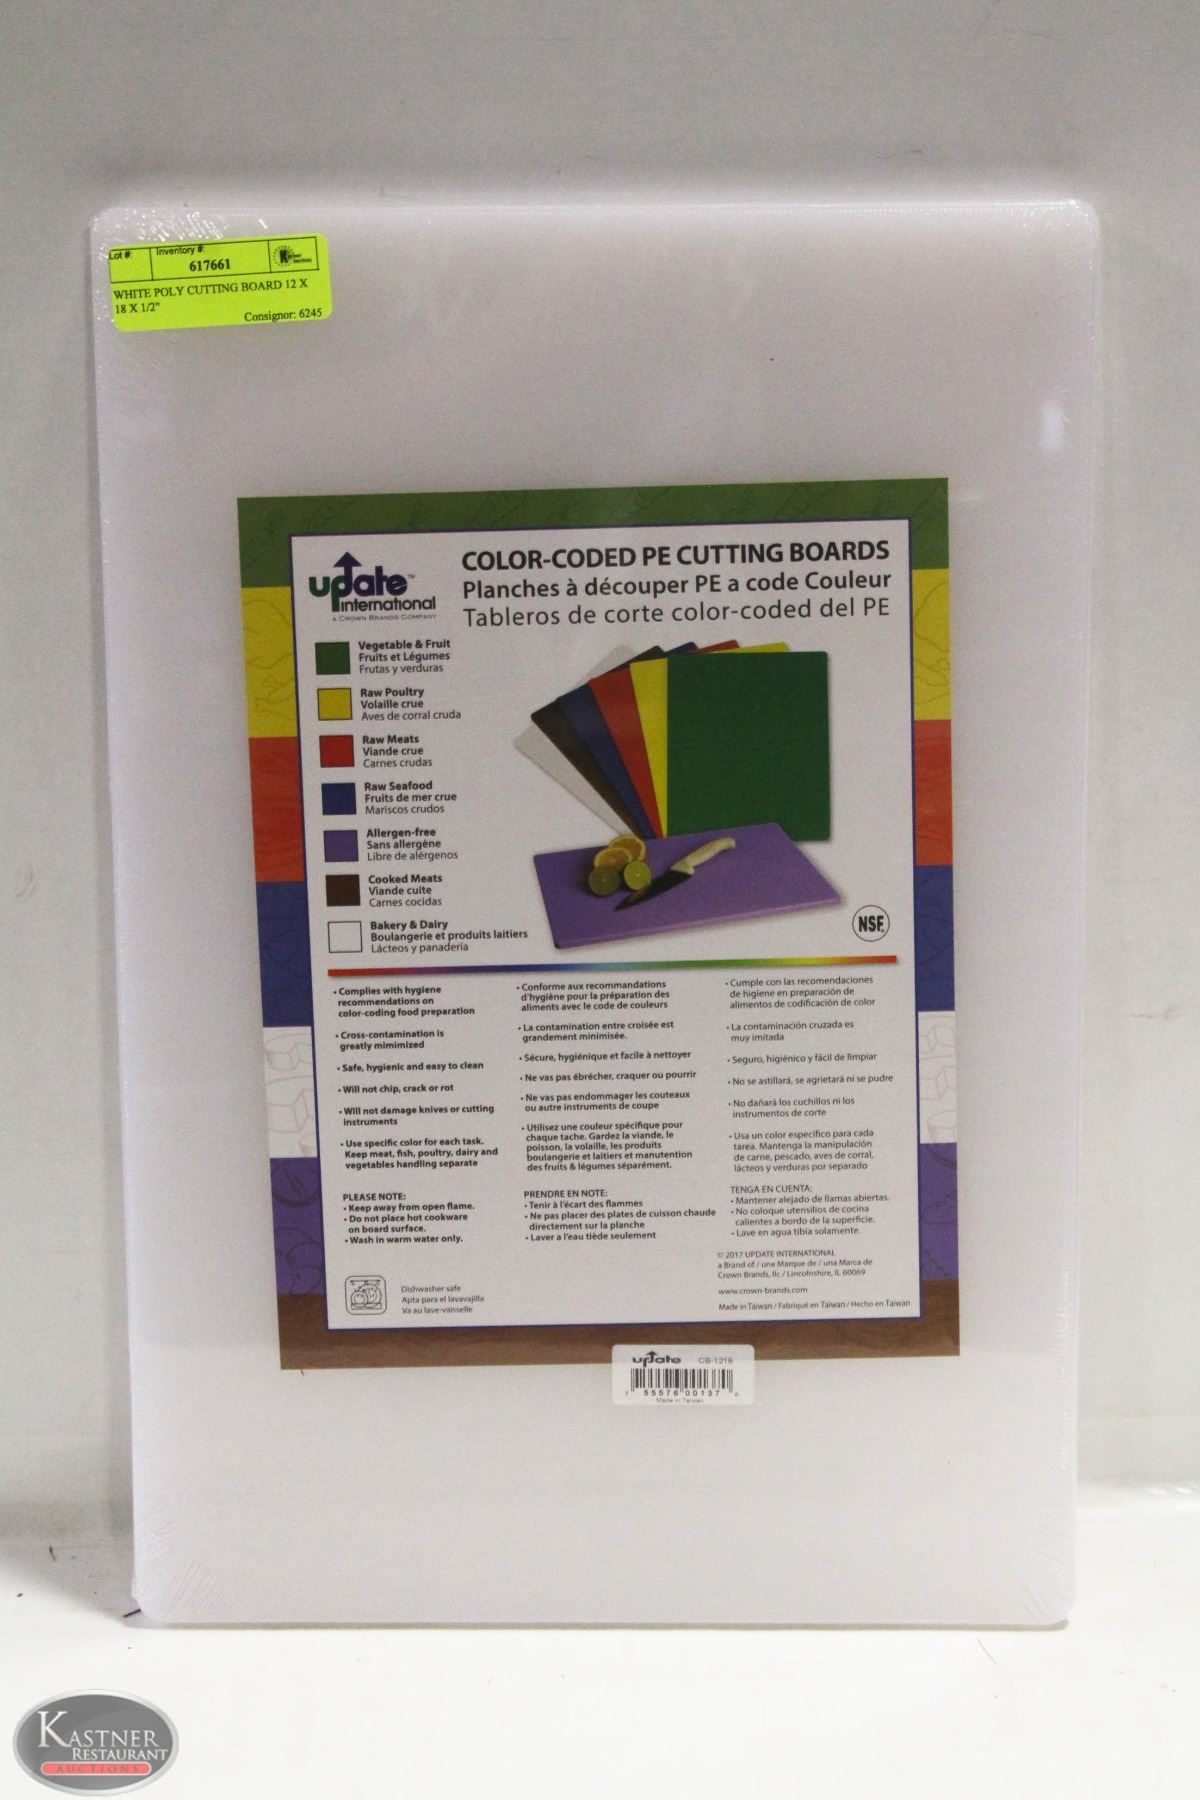 Lot #:
Inventory #:
617661
Kastner
Auctions
WHITE POLY CUTTING BOARD 12 X
18 X 1/2"
Consignor: 6245
update
international
A CROWN BRANDS COMPANY
COLOR-CODED PE CUTTING BOARDS
Planches à découper PE a code Couleur
Tableros de corte color-coded del PE
Vegetable & Fruit
Fruits et Légumes
Frutas y verduras
Raw Poultry
Volaille crue
Aves de corral cruda
Raw Meats
Viande crue
Carnes crudas
Raw Seafood
Fruits de mer crue
Mariscos crudos
Allergen-free
Sans allergène
Libre de alérgenos
Cooked Meats
Viande cuite
Carnes cocidas
Bakery & Dairy
Boulangerie et produits laitiers
Lácteos y panaderia
NSF
• Complies with hygiene
recommendations on
color-coding food preparation
• Cross-contamination is
greatly mimimized
• Safe, hygienic and easy to clean
• Will not chip, crack or rot
• Will not damage knives or cutting
instruments
• Use specific color for each task.
Keep meat, fish, poultry, dairy and
vegetables handling separate
PLEASE NOTE:
• Keep away from open flame.
• Do not place hot cookware
on board surface.
• Wash in warm water only.
• Conforme aux recommandations
d'hygiène pour la préparation des
aliments avec le code de couleurs
• La contamination entre croisée est
grandement minimisée.
• Sécure, hygiénique et facile à nettoyer
• Ne vas pas ébrécher, craquer ou pourrir
• Ne vas pas endommager les couteaux
ou autre instruments de coupe
• Utilisez une couleur spécifique pour
chaque tache. Gardez la viande, le
poisson, la volaille, les produits
boulangerie et laitiers et manutention
des fruits & légumes séparément.
PRENDRE EN NOTE:
• Tenir à l'écart des flammes
• Ne pas placer des plates de cuisson chaude
directement sur la planche
• Laver a l'eau tiède seulement
• Cumple con las recomendaciones
de higiene en preparación de
alimentos de codificación de color
• La contaminación cruzada es
muy imitada
• Seguro, higiénico y fácil de limpiar
• No se astillará, se agrietará ni se pudre
• No dañará los cuchillos ni los
instrumentos de corte
• Usa un color especifico para cada
tarea. Mantenga la manipulación
de carne, pescado, aves de corral,
lácteos y verduras por separado
TENGA EN CUENTA:
• Mantener alejado de llamas abiertas.
• No coloque utensilios de cocina
calientes a bordo de la superficie.
• Lave en agua tibia solamente.
© 2017 UPDATE INTERNATIONAL
a Brand of / une Marque de / una Marca de
Crown Brands, llc / Lincolnshire, IL 60069
www.crown-brands.com
Made in Taiwan / Fabriqué en Taiwan / Hecho en Taiwan
Dishwasher safe
Apta para el lavavajilla
Va au lave-vaisselle
update CB-1218
7 55576 00137 0
Made in Taiwan
KASTNER
RESTAURANT
AUCTIONS